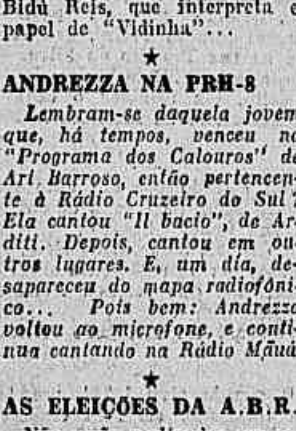 Bidú Reis, que interpreta o
papel de "Vidinha"...
★
ANDREZZA NA PRH-8
Lembram-se daquela jovem
que, há tempos, venceu no
"Programa dos Calouros" de
Ari Barroso, então pertencen-
te à Rádio Cruzeiro do Sul?
Ela cantou "Il bacio", de Ar-
diti. Depois, cantou em ou-
tros lugares. E, um dia, de-
sapareceu do mapa radiofôni-
co... Pois bem: Andrezza
voltou ao microfone, e conti-
nua cantando na Rádio Mauá.
★
AS ELEIÇÕES DA A.B.R.